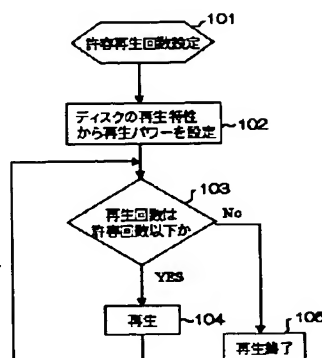 101
許容再生回数設定
ディスクの再生特性
から再生パワーを設定
102
103
再生回数は
許容回数以下か
No
YES
再生
104
105
再生終了